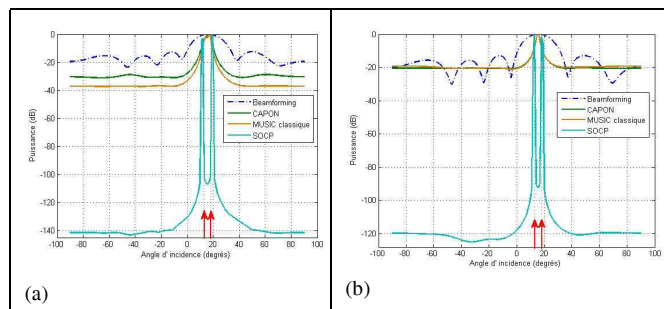 0
-20
-40
-60
-80
-100
-120
-140
Puissance (dB)
-100 -80 -60 -40 -20 0 20 40 60 80 100
Angle d' incidence (degrés)
Beamforming
CAPON
MUSIC classique
SOCP
(a)
0
-20
-40
-60
-80
-100
-120
Puissance (dB)
-100 -80 -60 -40 -20 0 20 40 60 80 100
Angle d' incidence (degrés)
Beamforming
CAPON
MUSIC classique
SOCP
(b)